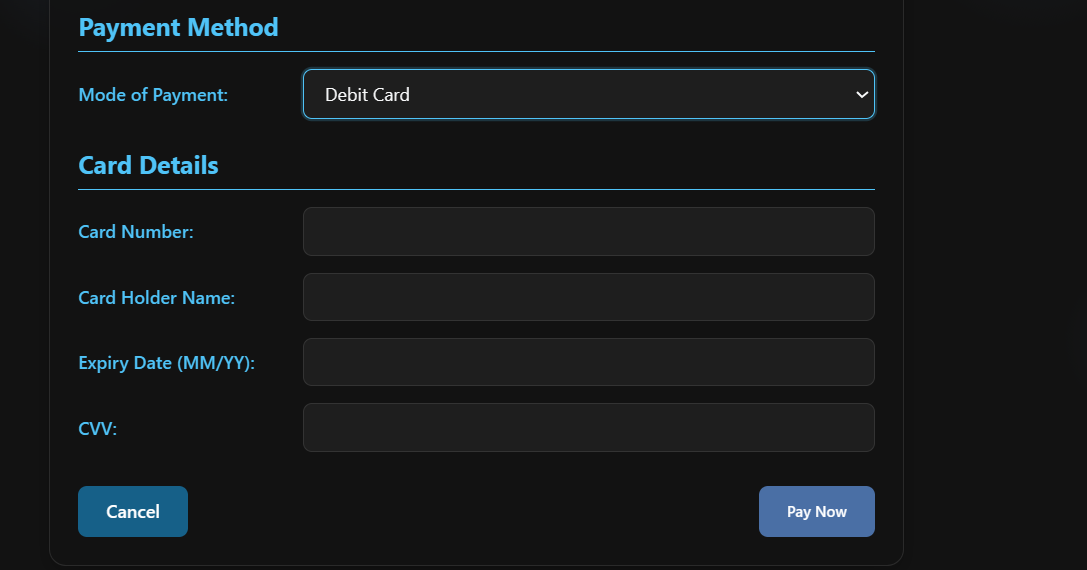 Payment Method
Mode of Payment: Debit Card
Card Details
Card Number:
Card Holder Name:
Expiry Date (MM/YY):
CVV:
Cancel Pay Now